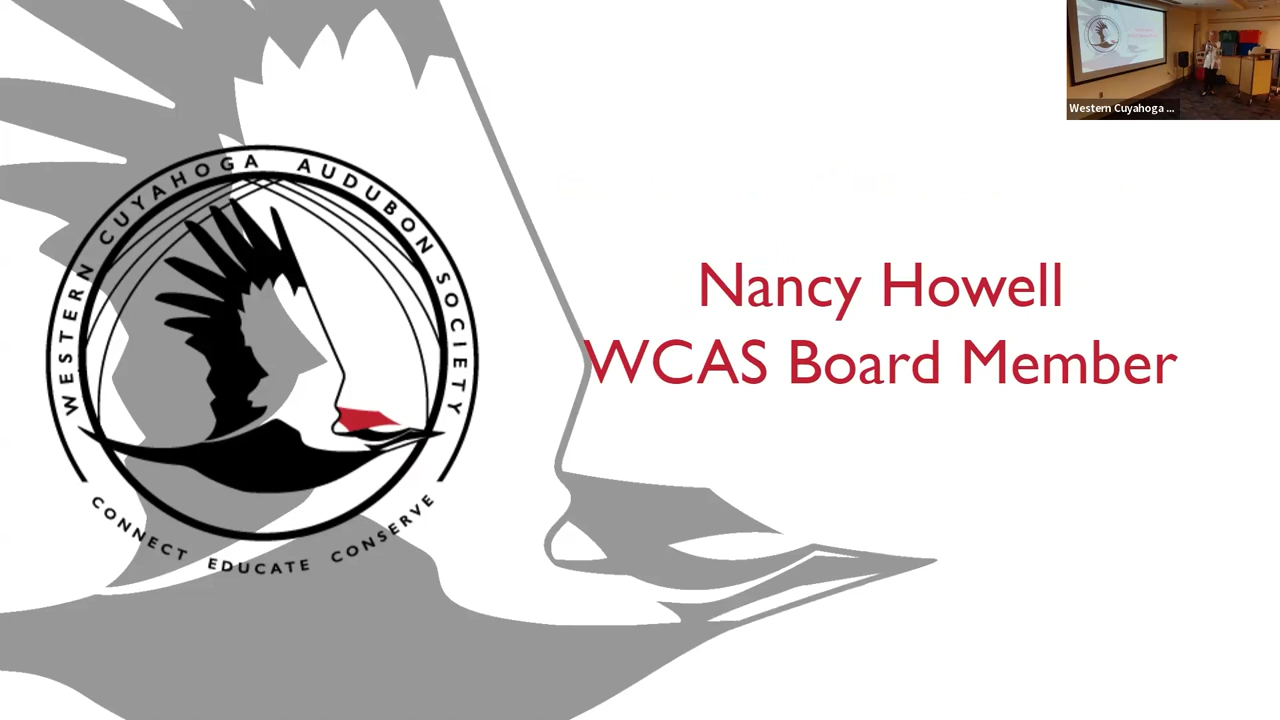 WESTERN CUYAHOGA AUDUBON SOCIETY
CONNECT EDUCATE CONSERVE
Nancy Howell
WCAS Board Member
Western Cuyahoga ...